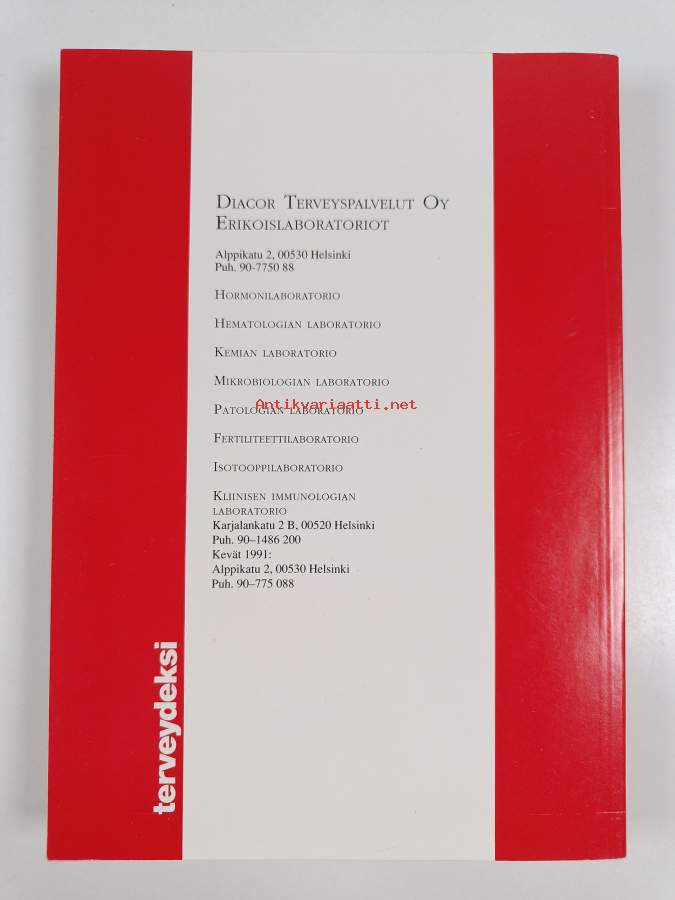 Diacor Terveyspalvelut Oy
Erikoislaboratoriot
Alppikatu 2, 00530 Helsinki
Puh. 90-7750 88
Hormonilaboratorio
Hematologian laboratorio
Kemian laboratorio
Mikrobiologian laboratorio
Antikvariaatti.net
Patologian laboratorio
Fertiliteettilaboratorio
Isotooppilaboratorio
Kliinisen immunologian
laboratorio
Karjalankatu 2 B, 00520 Helsinki
Puh. 90–1486 200
Kevät 1991:
Alppikatu 2, 00530 Helsinki
Puh. 90–775 088
terveydeksi